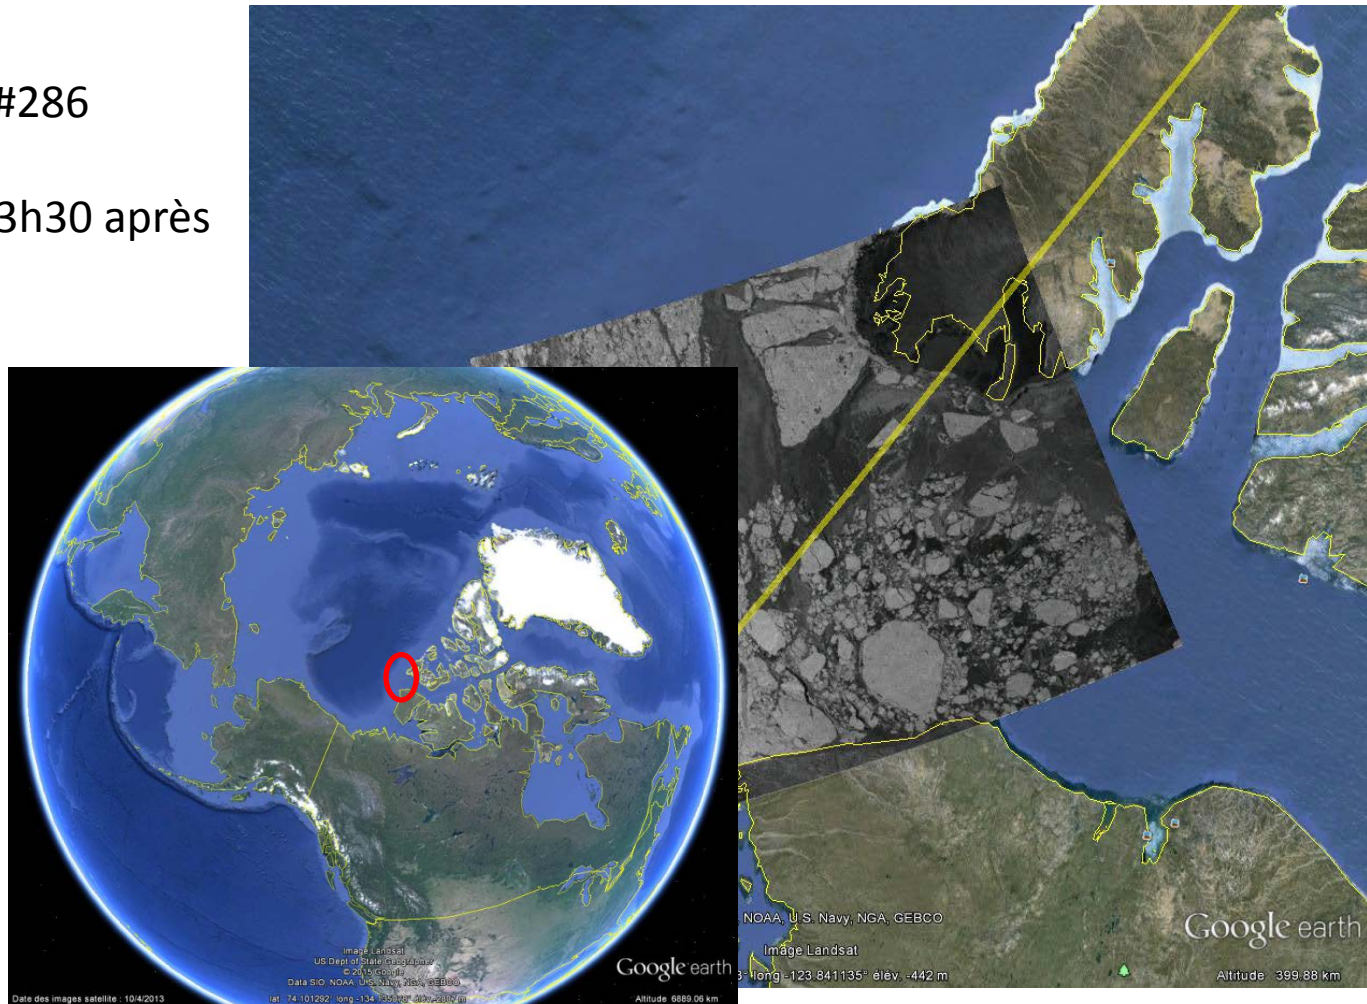 #286
3h30 après
NOAA, U.S. Navy, NGA, GEBCO
Image Landsat
long -123.841135° élév. -442 m
Google earth
Altitude 399.88 km
Image Landsat
US Dept of State Geographer
© 2015 Google
Data SIO, NOAA, U.S. Navy, NGA, GEBCO
Google earth
Date des images satellite : 10/4/2013
lat 74.101292° long
Altitude 6889.06 km